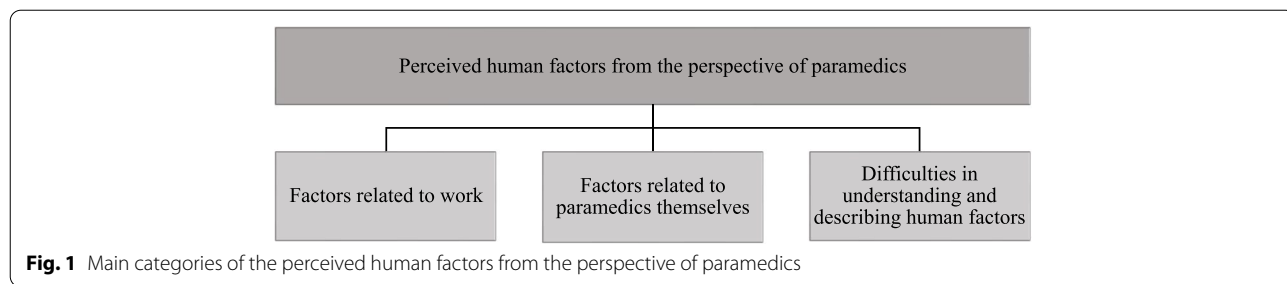 Perceived human factors from the perspective of paramedics
Factors related to work
Factors related to
paramedics themselves
Difficulties in
understanding and
describing human factors
Fig. 1 Main categories of the perceived human factors from the perspective of paramedics